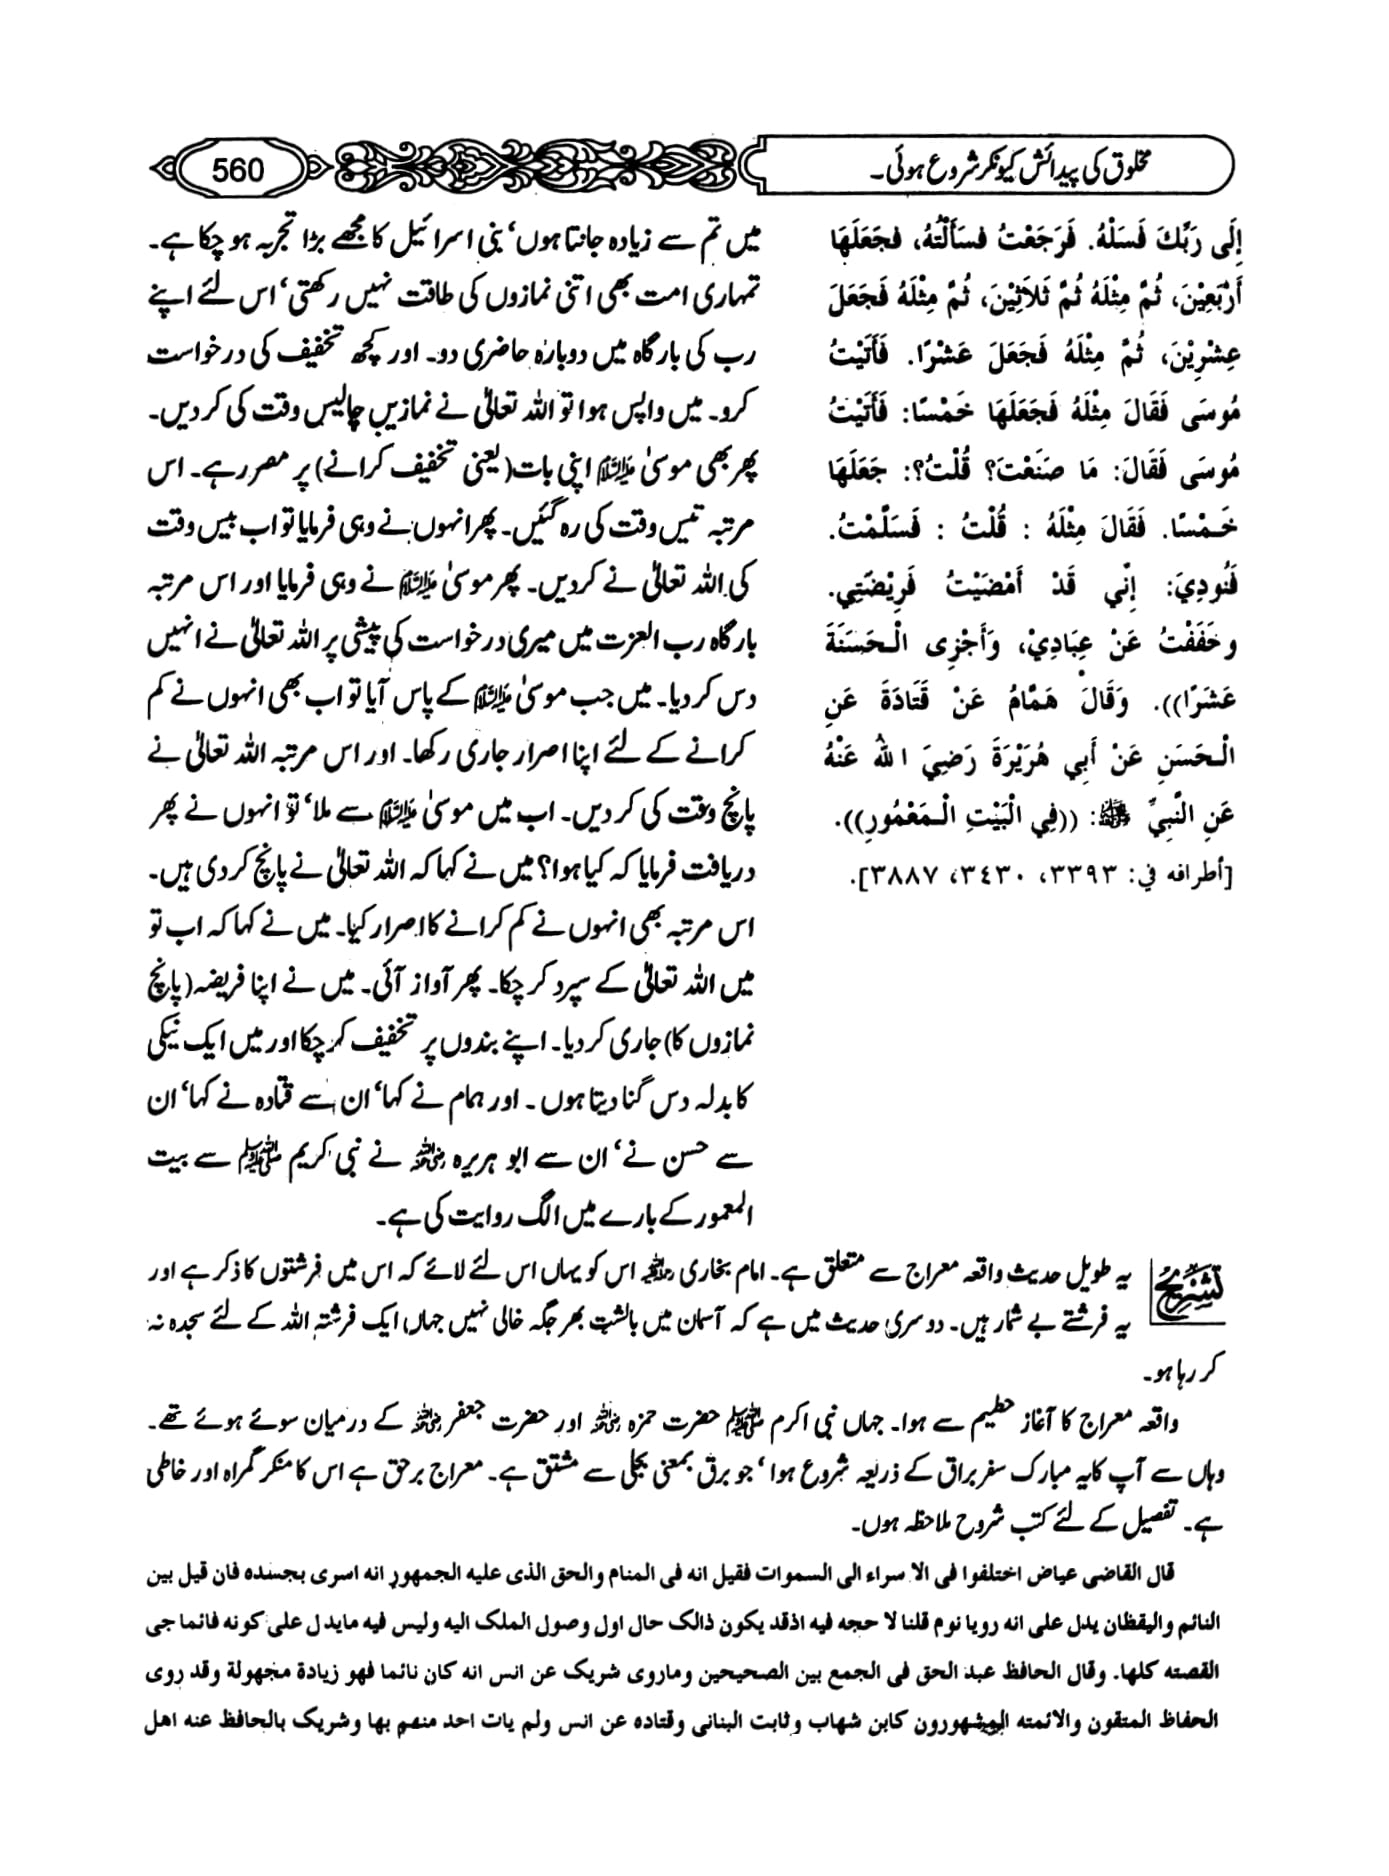 مخلوق کی پیدائش کیونکر شروع ہوئی۔
560
إِلَى رَبِّكَ فَسَلْهُ. فَرَجَعْتُ فَسَأَلْتُهُ، فَجَعَلَهَا
أَرْبَعِيْنَ، ثُمَّ مِثْلَهُ ثُمَّ ثَلاَثِيْنَ، ثُمَّ مِثْلَهُ فَجَعَلَ
عِشْرِيْنَ، ثُمَّ مِثْلَهُ فَجَعَلَ عَشْرًا. فَأَتَيْتُ
مُوسَى فَقَالَ مِثْلَهُ فَجَعَلَهَا خَمْسًا: فَأَتَيْتُ
مُوسَى فَقَالَ: مَا صَنَعْتَ؟ قُلْتُ؟: جَعَلَهَا
خَـمْسًا. فَقَالَ مِثْلَهُ : قُلْتُ : فَسَلَّمْتُ.
فَنُودِيَ: إِنِّي قَدْ أَمْضَيْتُ فَرِيْضَتِي.
وَخَفَفْتُ عَنْ عِبَادِيْ، وَأَجْزِى الْـحَسَنَةَ
عَشَرًا)). وَقَالَ هَمَّامُ عَنْ قَتَادَةَ عَنِ
الْـحَسَنِ عَنْ أَبِي هُرَيْرَةَ رَضِيَ اللهُ عَنْهُ
عَنِ النَّبِيِّ ﷺ: ((فِي الْبَيْتِ الْـمَعْمُورِ)).
[أطرافه في: ٣٣٩٣، ٣٤٣٠، ٣٨٨٧].
میں تم سے زیادہ جانتا ہوں‘ بنی اسرائیل کا مجھے بڑا تجربہ ہو چکا ہے۔
تمہاری امت بھی اتنی نمازوں کی طاقت نہیں رکھتی‘ اس لئے اپنے
رب کی بارگاہ میں دوبارہ حاضری دو۔ اور کچھ تخفیف کی درخواست
کرو۔ میں واپس ہوا تو اللہ تعالیٰ نے نمازیں چالیس وقت کی کر دیں۔
پھر بھی موسیٰ علیہ السلام اپنی بات (یعنی تخفیف کرانے) پر مصر رہے۔ اس
مرتبہ تیس وقت کی رہ گئیں۔ پھر انہوں نے وہی فرمایا تو اب بیس وقت
کی اللہ تعالیٰ نے کر دیں۔ پھر موسیٰ علیہ السلام نے وہی فرمایا اور اس مرتبہ
بارگاہ رب العزت میں میری درخواست کی پیشی پر اللہ تعالیٰ نے انہیں
دس کر دیا۔ میں جب موسیٰ علیہ السلام کے پاس آیا تو اب بھی انہوں نے کم
کرانے کے لئے اپنا اصرار جاری رکھا۔ اور اس مرتبہ اللہ تعالیٰ نے
پانچ وقت کی کر دیں۔ اب میں موسیٰ علیہ السلام سے ملا‘ تو انہوں نے پھر
دریافت فرمایا کہ کیا ہوا؟ میں نے کہا کہ اللہ تعالیٰ نے پانچ کر دی ہیں۔
اس مرتبہ بھی انہوں نے کم کرانے کا اصرار کیا۔ میں نے کہا کہ اب تو
میں اللہ تعالیٰ کے سپرد کر چکا۔ پھر آواز آئی۔ میں نے اپنا فریضہ (پانچ
نمازوں کا) جاری کر دیا۔ اپنے بندوں پر تخفیف کر چکا اور میں ایک نیکی
کا بدلہ دس گنا دیتا ہوں۔ اور ہمام نے کہا‘ ان سے قتادہ نے کہا‘ ان
سے حسن نے‘ ان سے ابو ہریرہ رضی اللہ عنہ نے نبی کریم ﷺ سے بیت
المعمور کے بارے میں الگ روایت کی ہے۔
تشریح یہ طویل حدیث واقعہ معراج سے متعلق ہے۔ امام بخاری رحمہ اللہ اس کو یہاں اس لئے لائے کہ اس میں فرشتوں کا ذکر ہے اور
یہ فرشتے بے شمار ہیں۔ دوسری حدیث میں ہے کہ آسمان میں بالشت بھر جگہ خالی نہیں جہاں ایک فرشتہ اللہ کے لئے سجدہ نہ
کر رہا ہو۔
واقعہ معراج کا آغاز حطیم سے ہوا۔ جہاں نبی اکرم ﷺ حضرت حمزہ رضی اللہ عنہ اور حضرت جعفر رضی اللہ عنہ کے درمیان سوئے ہوئے تھے۔
وہاں سے آپ کا یہ مبارک سفر براق کے ذریعہ شروع ہوا‘ جو برق بمعنی بجلی سے مشتق ہے۔ معراج برحق ہے اس کا منکر گمراہ اور خاطی
ہے۔ تفصیل کے لئے کتب شروح ملاحظہ ہوں۔
قال القاضی عیاض اختلفوا فی الا سراء الی السموات فقیل انه فی المنام والحق الذی علیه الجمهور انه اسری بجسده فان قیل بین
النائم والیقظان یدل علی انه رویا نوم قلنا لا حجه فیه اذقد یکون ذالک حال اول وصول الملک الیه ولیس فیه مایدل علی کونه فائما جی
القصته کلها. وقال الحافظ عبد الحق فی الجمع بین الصحیحین وماروی شریک عن انس انه کان نائما فهو زیادة مجهولة وقد روی
الحفاظ المتقون والائمته المشهورون کابن شهاب وثابت البنانی وقتاده عن انس ولم یات احد منهم بها وشریک بالحافظ عنه اهل